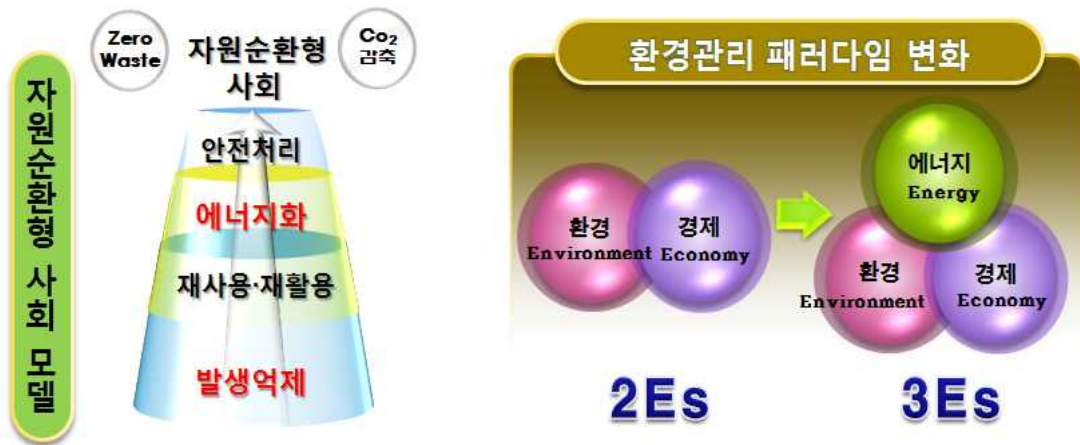 자원순환형 사회 모델
Zero
Waste
자원순환형
사회
Co₂
감축
안전처리
에너지화
재사용·재활용
발생억제
환경관리 패러다임 변화
환경
Environment
경제
Economy
2Es
에너지
Energy
환경
Environment
경제
Economy
3Es